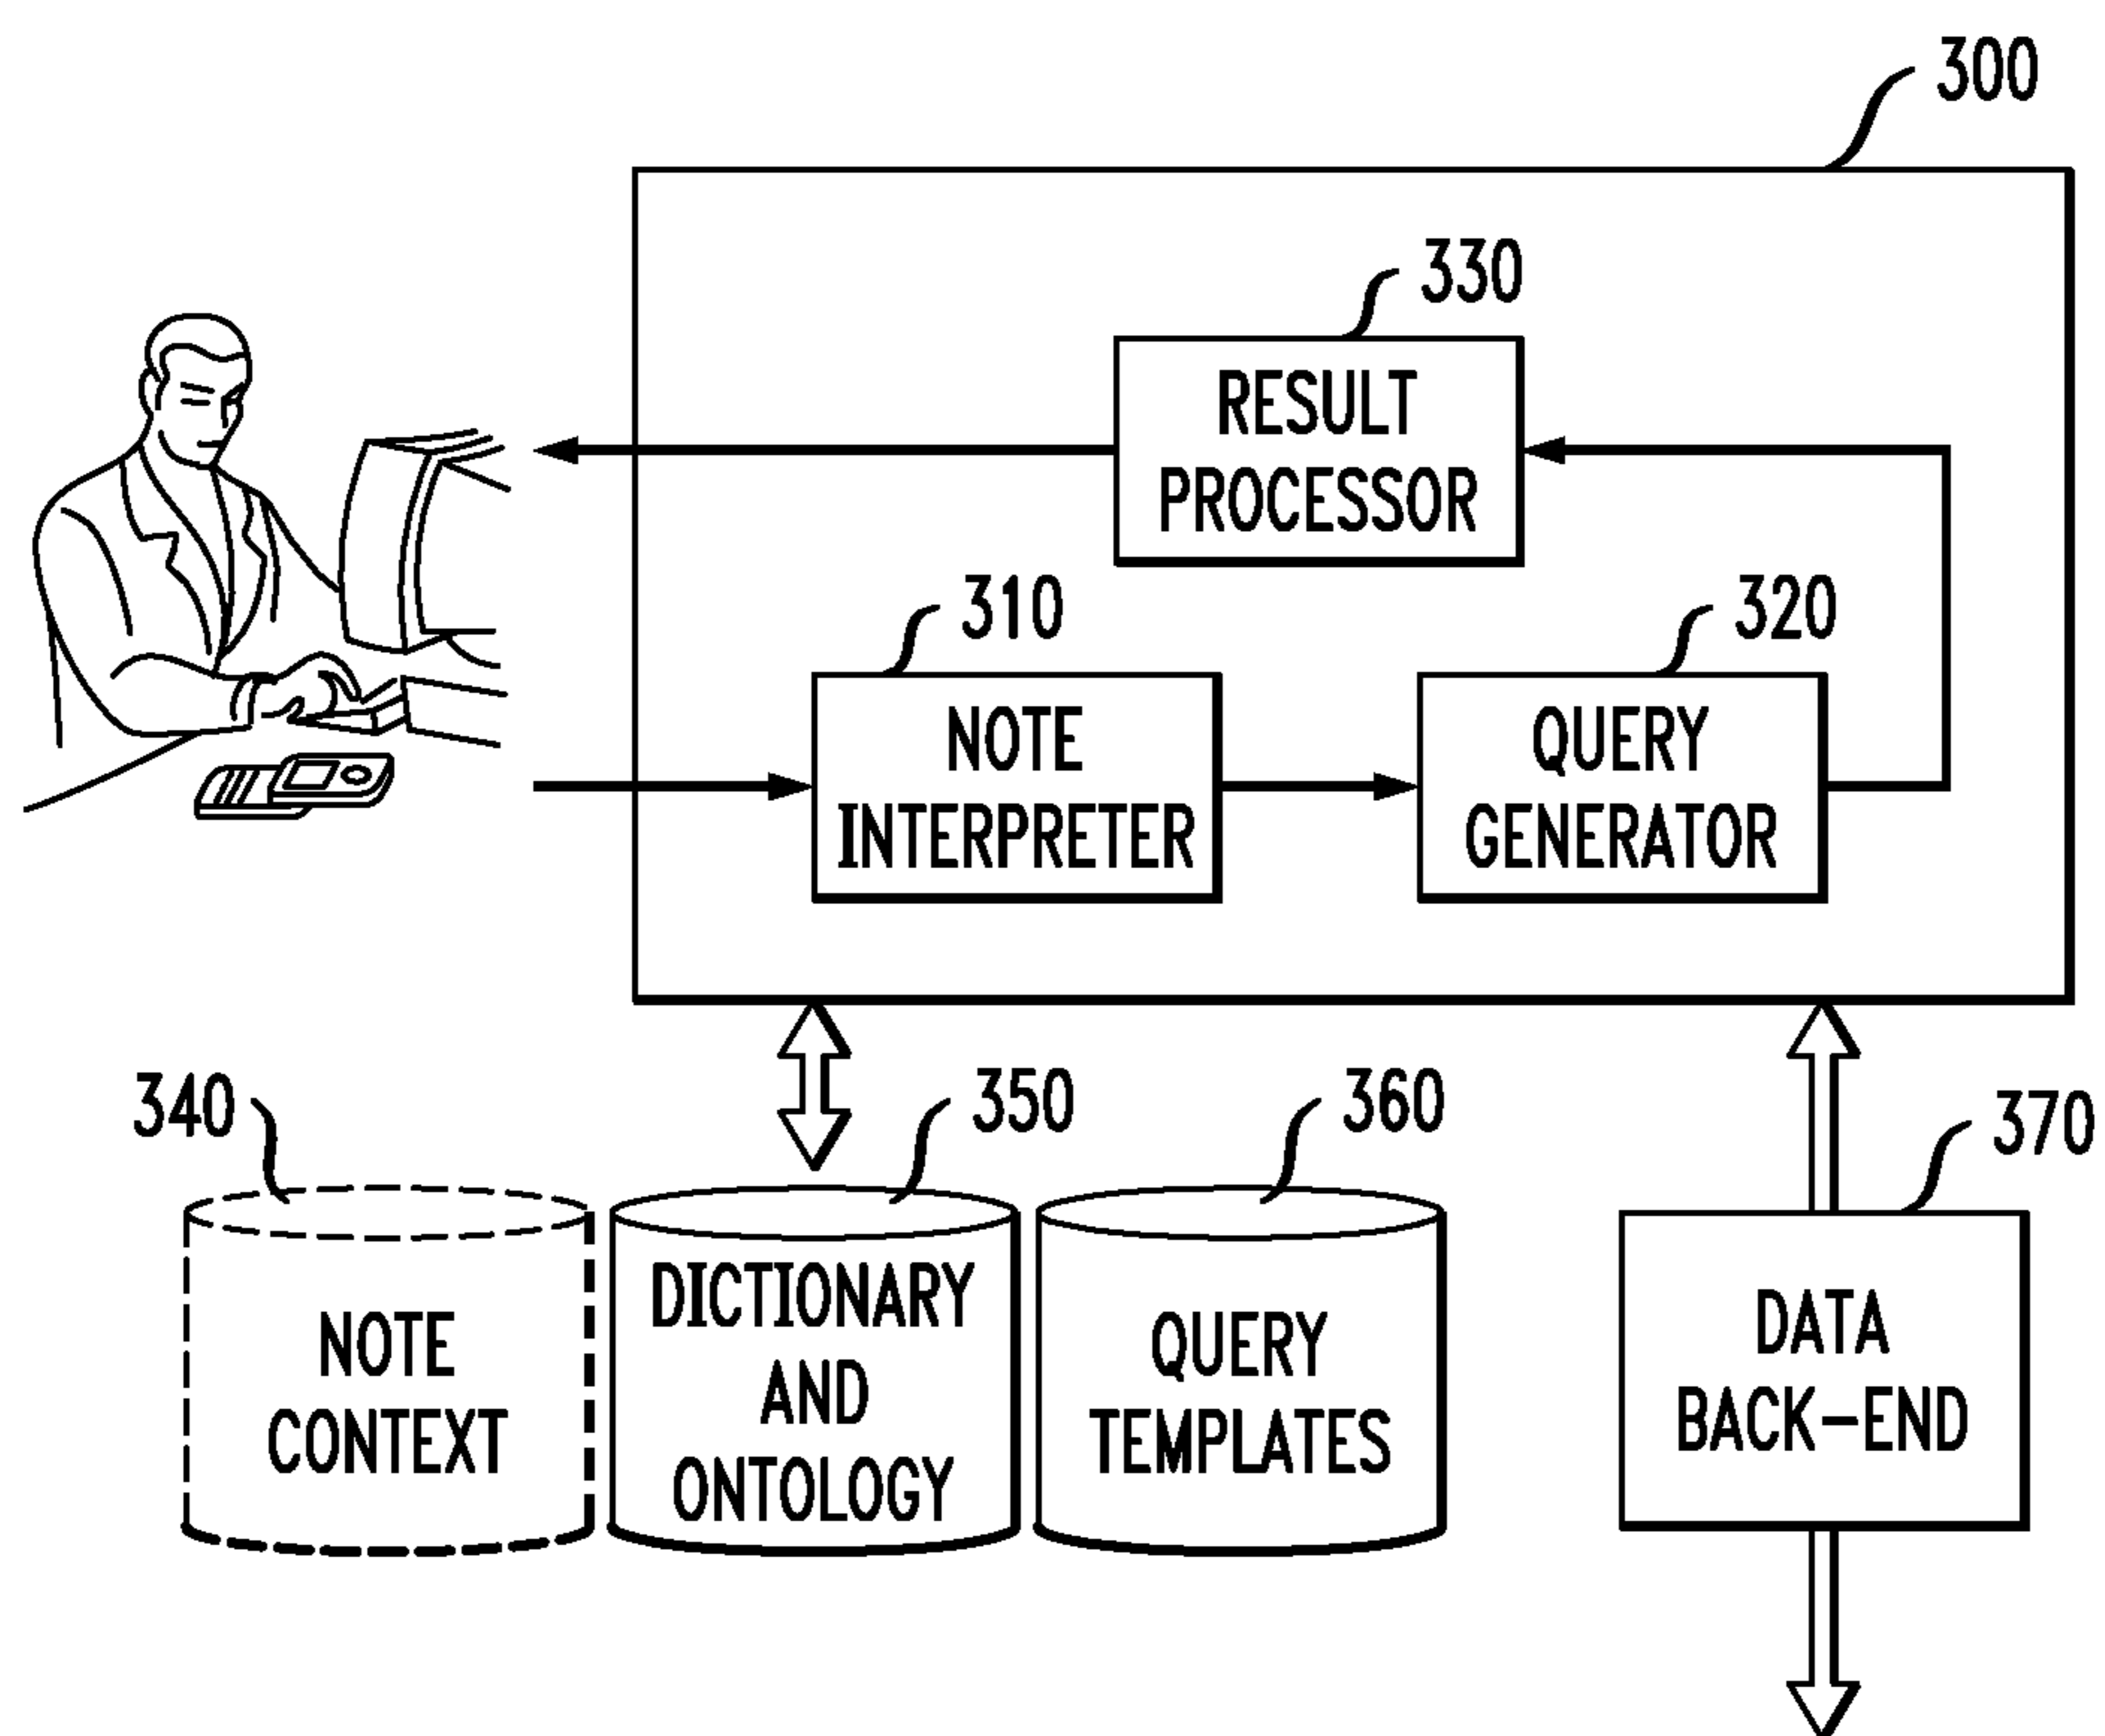 300
330
RESULT
PROCESSOR
310
NOTE
INTERPRETER
320
QUERY
GENERATOR
340
NOTE
CONTEXT
350
DICTIONARY
AND
ONTOLOGY
360
QUERY
TEMPLATES
370
DATA
BACK-END